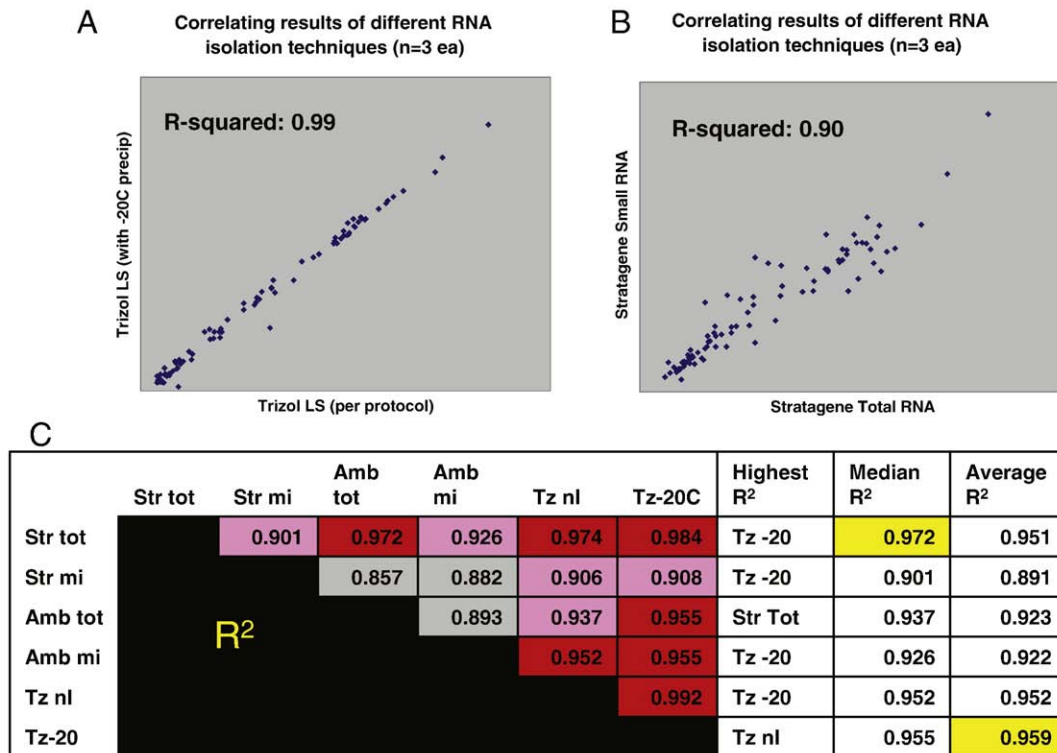 A
Correlating results of different RNA
isolation techniques (n=3 ea)
R-squared: 0.99
Trizol LS (with -20C precip)
Trizol LS (per protocol)
B
Correlating results of different RNA
isolation techniques (n=3 ea)
R-squared: 0.90
Stratagene Small RNA
Stratagene Total RNA
C
Str tot Str mi Amb tot Amb mi Tz nl Tz-20C Highest R² Median R² Average R²
Str tot 0.901 0.972 0.926 0.974 0.984 Tz -20 0.972 0.951
Str mi 0.857 0.882 0.906 0.908 Tz -20 0.901 0.891
Amb tot 0.893 0.937 0.955 Str Tot 0.937 0.923
R²
Amb mi 0.952 0.955 Tz -20 0.926 0.922
Tz nl 0.992 Tz -20 0.952 0.952
Tz-20 Tz nl 0.955 0.959